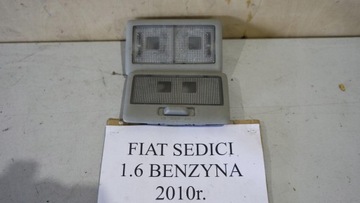 FIAT SEDICI
1.6 BENZYNA
2010r.